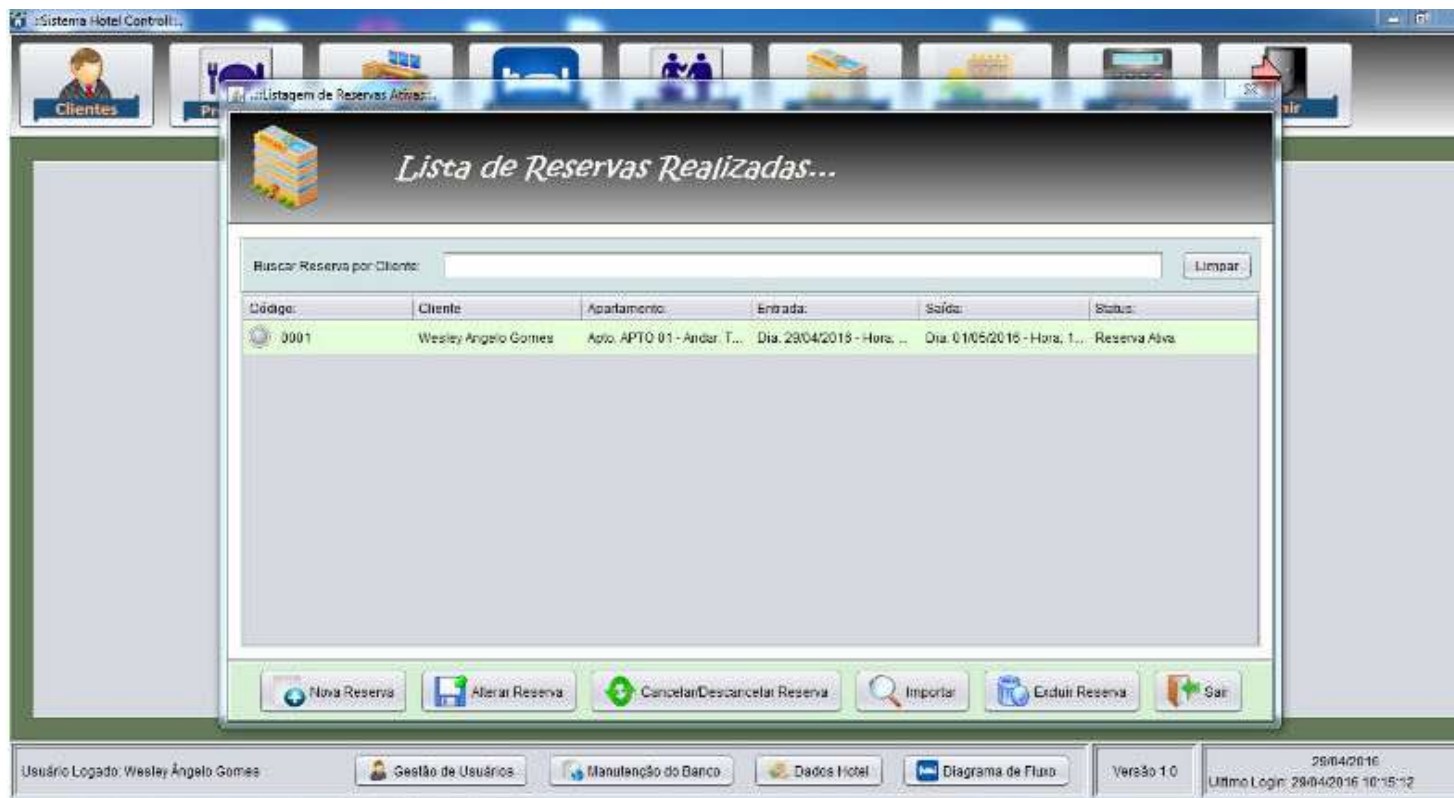 .:Sistema Hotel Controll:.
Clientes
Pr
air
.::Listagem de Reservas Ativas::.
Lista de Reservas Realizadas...
Buscar Reserva por Cliente:
Limpar
Código: Cliente Apartamento: Entrada: Saída: Status:
0001 Wesley Angelo Gomes Apto. APTO 01 - Andar. T... Dia. 29/04/2016 - Hora, ... Dia. 01/05/2016 - Hora, 1... Reserva Ativa
Nova Reserva Alterar Reserva Cancelar/Descancelar Reserva Importar Excluir Reserva Sair
Usuário Logado: Wesley Ângelo Gomes Gestão de Usuários Manutenção do Banco Dados Hotel Diagrama de Fluxo Versão 1.0
29/04/2016
Ultimo Login: 29/04/2016 10:15:12